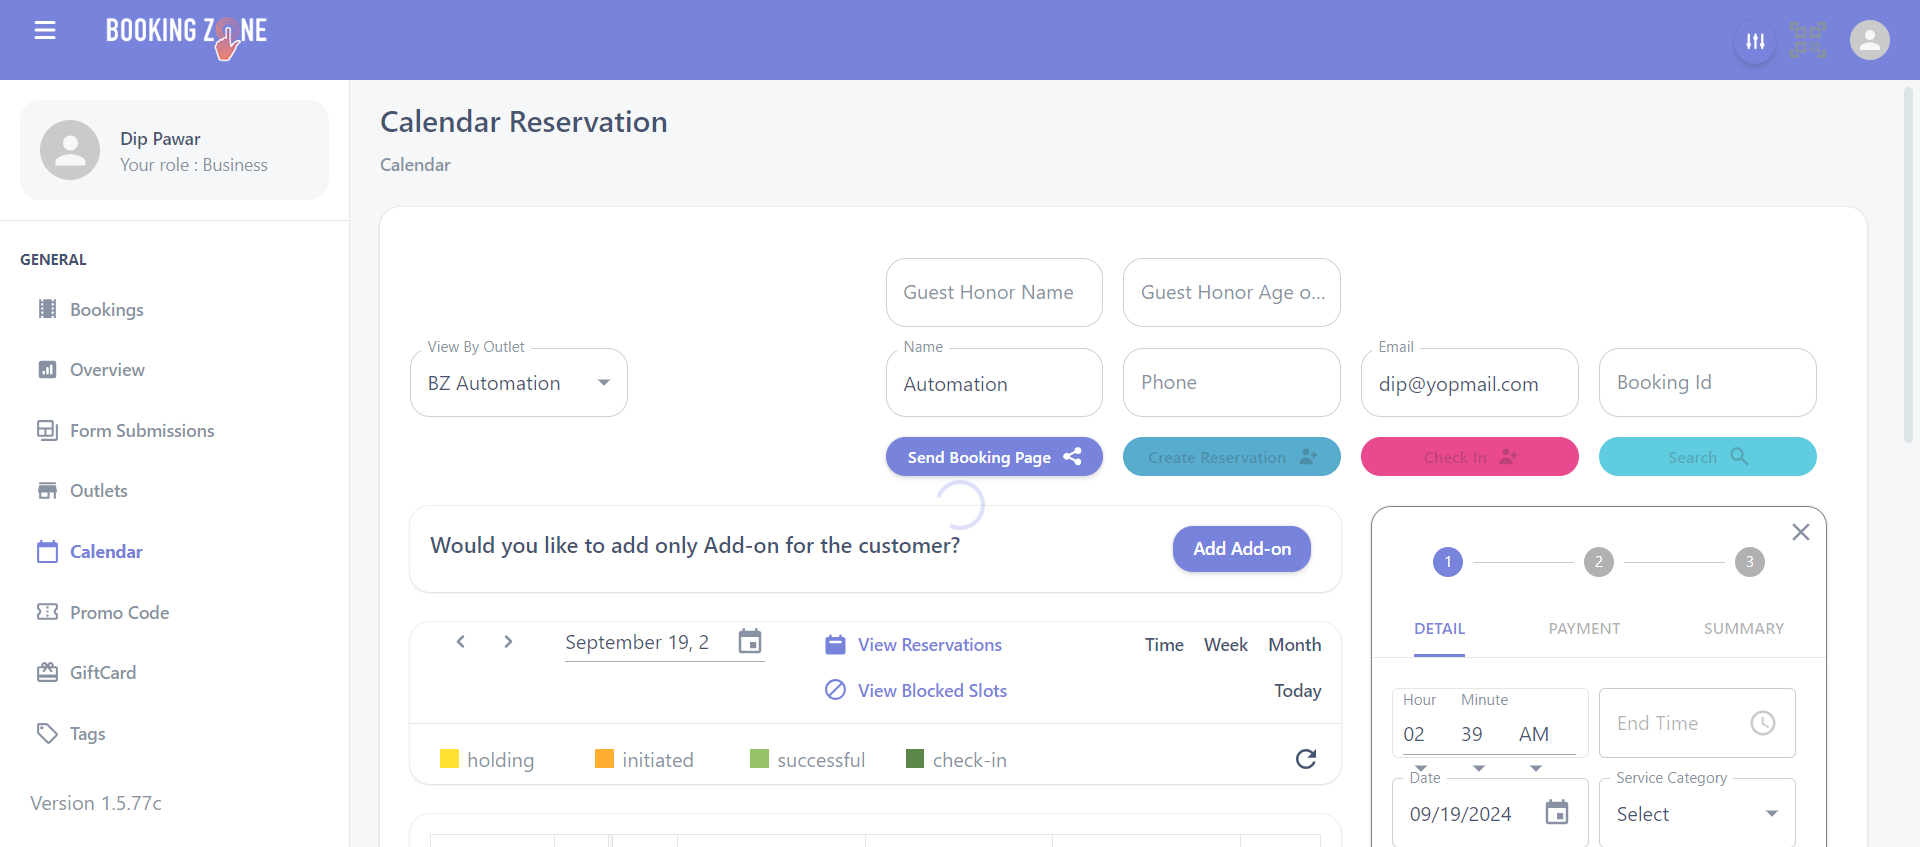 BOOKING ZONE
Dip Pawar
Your role : Business
GENERAL
Bookings
Overview
Form Submissions
Outlets
Calendar
Promo Code
GiftCard
Tags
Version 1.5.77c
Calendar Reservation
Calendar
Guest Honor Name
Guest Honor Age o...
View By Outlet
BZ Automation
Name
Automation
Phone
Email
dip@yopmail.com
Booking Id
Send Booking Page
Create Reservation
Check In
Search
Would you like to add only Add-on for the customer?
Add Add-on
September 19, 2
View Reservations
Time Week Month
View Blocked Slots
Today
holding initiated successful check-in
1 2 3
DETAIL PAYMENT SUMMARY
Hour Minute
02 39 AM
End Time
Date
09/19/2024
Service Category
Select